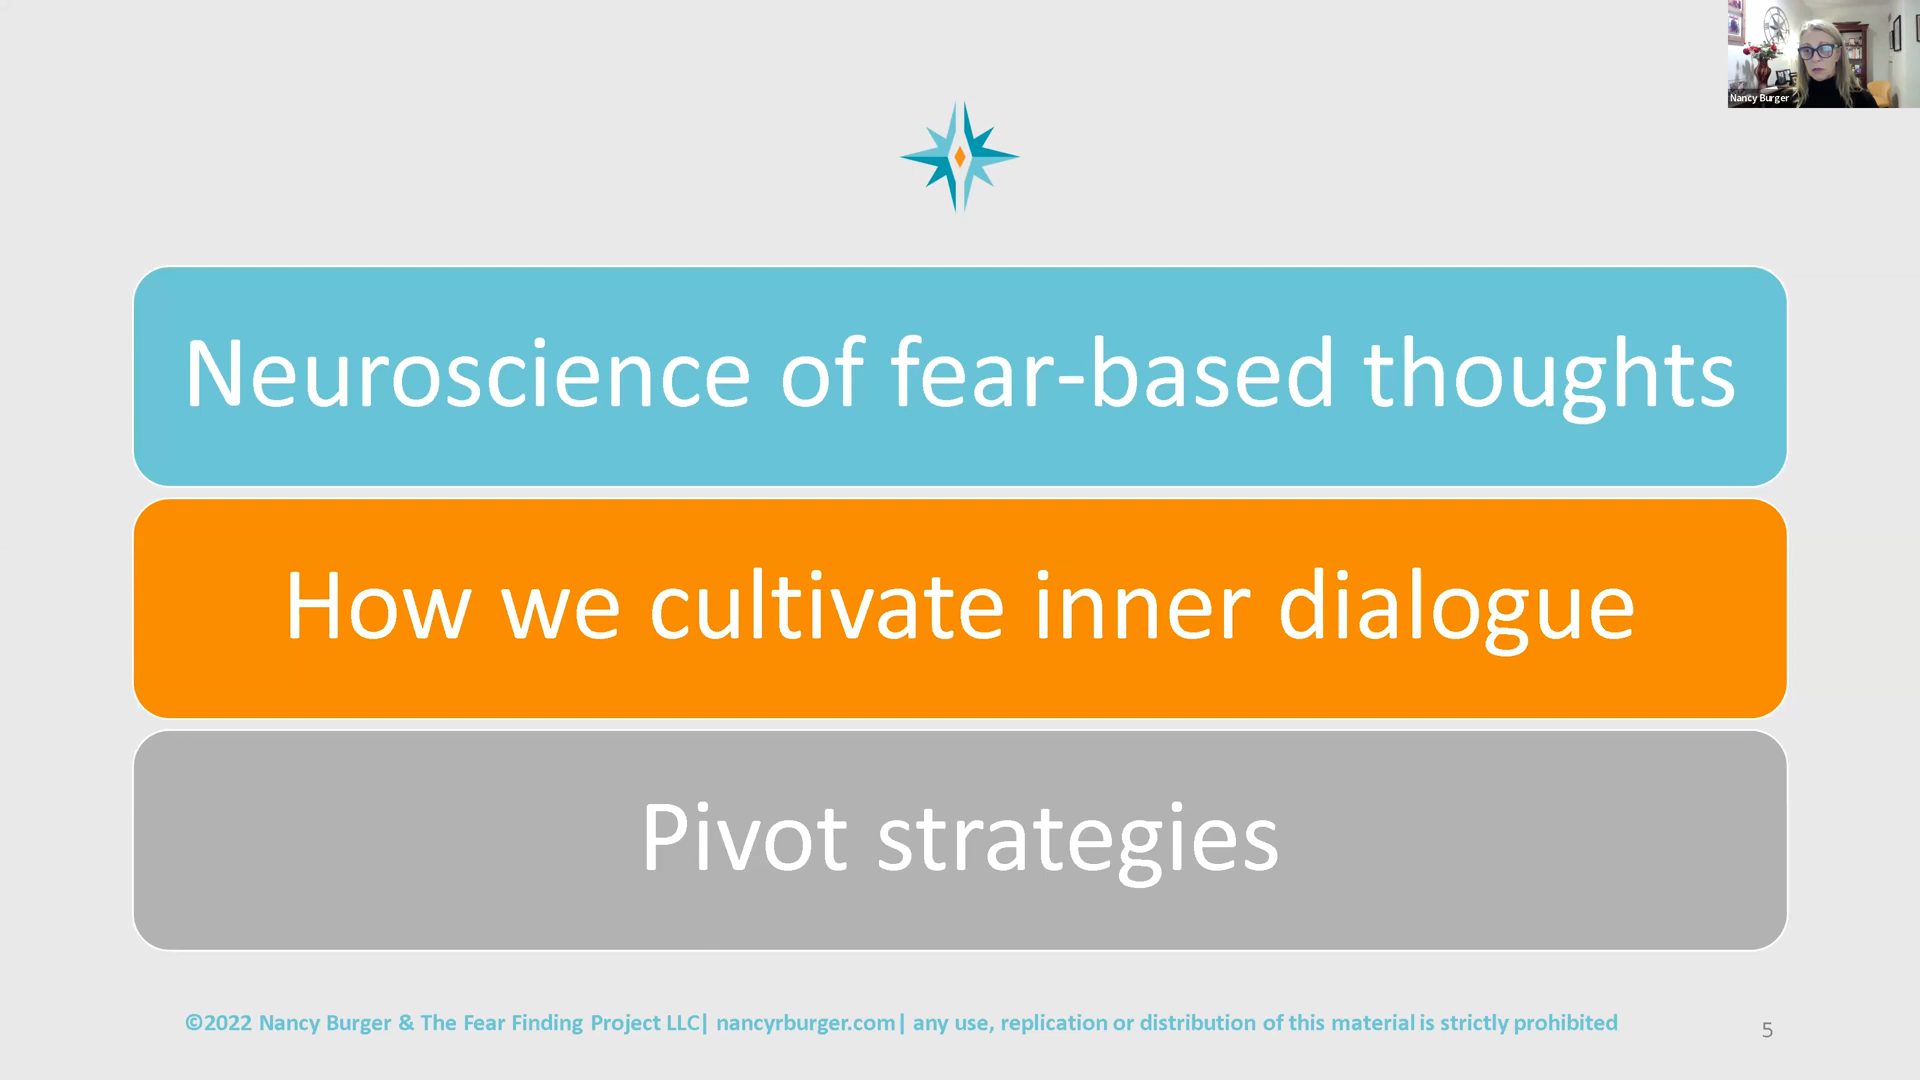 Nancy Burger
Neuroscience of fear-based thoughts
How we cultivate inner dialogue
Pivot strategies
©2022 Nancy Burger & The Fear Finding Project LLC| nancyrburger.com| any use, replication or distribution of this material is strictly prohibited
5